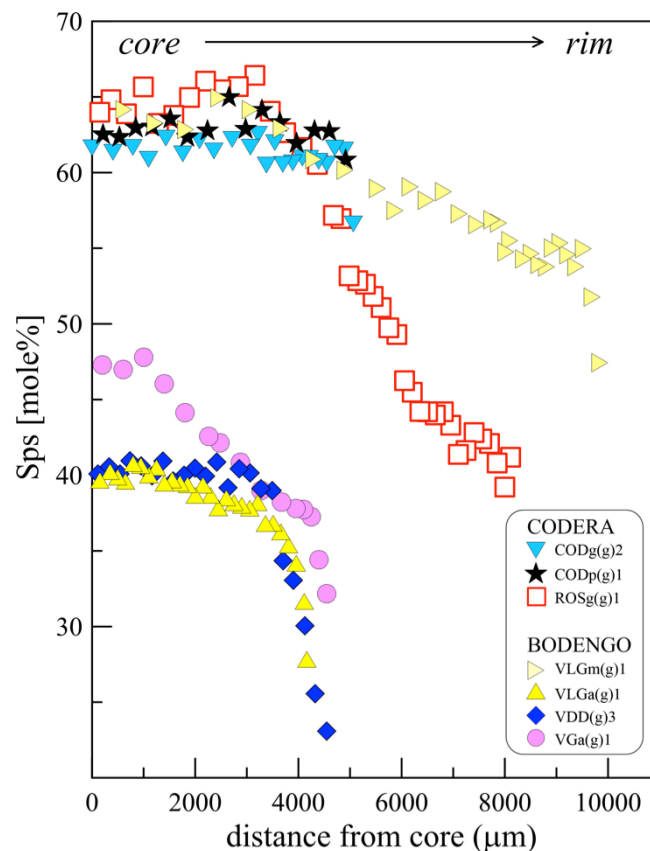 70
core
rim
60
50
40
30
Sps [mole%]
CODERA
CODg(g)2
CODp(g)1
ROSg(g)1
BODENGO
VLGm(g)1
VLGa(g)1
VDD(g)3
VGa(g)1
0 2000 4000 6000 8000 10000
distance from core (μm)